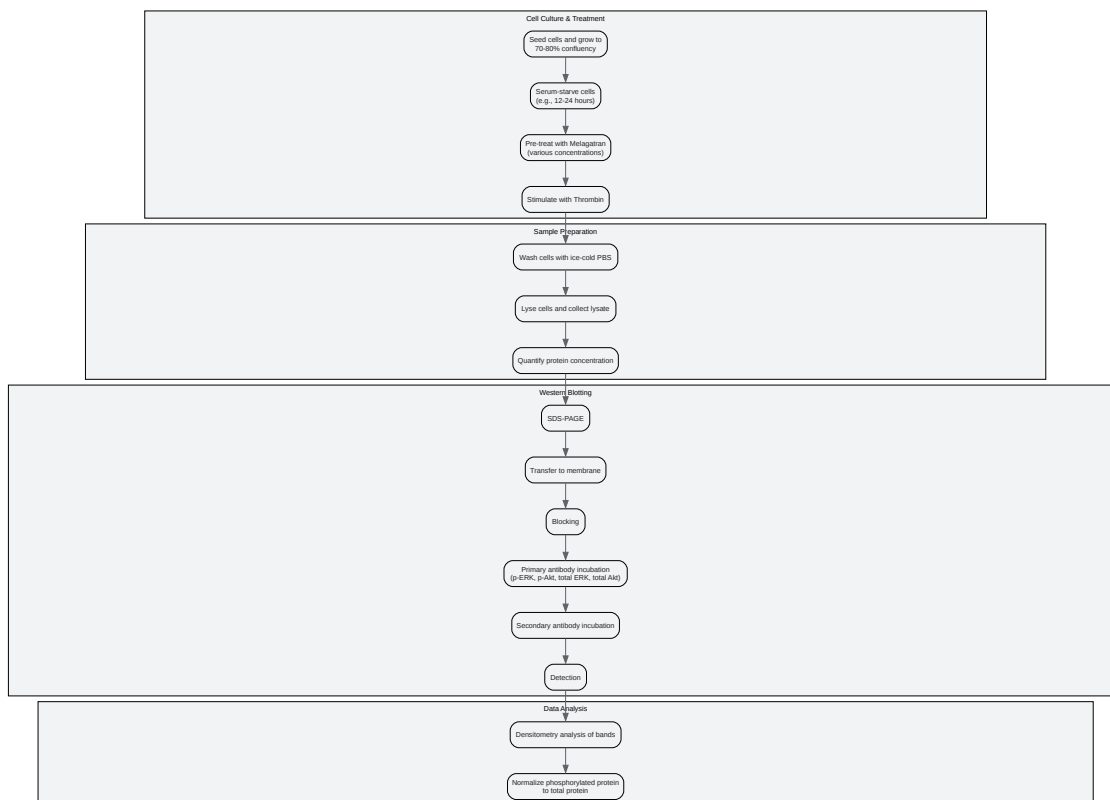 Cell Culture & Treatment
Seed cells and grow to
70-80% confluency
Serum-starve cells
(e.g., 12-24 hours)
Pre-treat with Melagatran
(various concentrations)
Stimulate with Thrombin
Sample Preparation
Wash cells with ice-cold PBS
Lyse cells and collect lysate
Quantify protein concentration
Western Blotting
SDS-PAGE
Transfer to membrane
Blocking
Primary antibody incubation
(p-ERK, p-Akt, total ERK, total Akt)
Secondary antibody incubation
Detection
Data Analysis
Densitometry analysis of bands
Normalize phosphorylated protein
to total protein